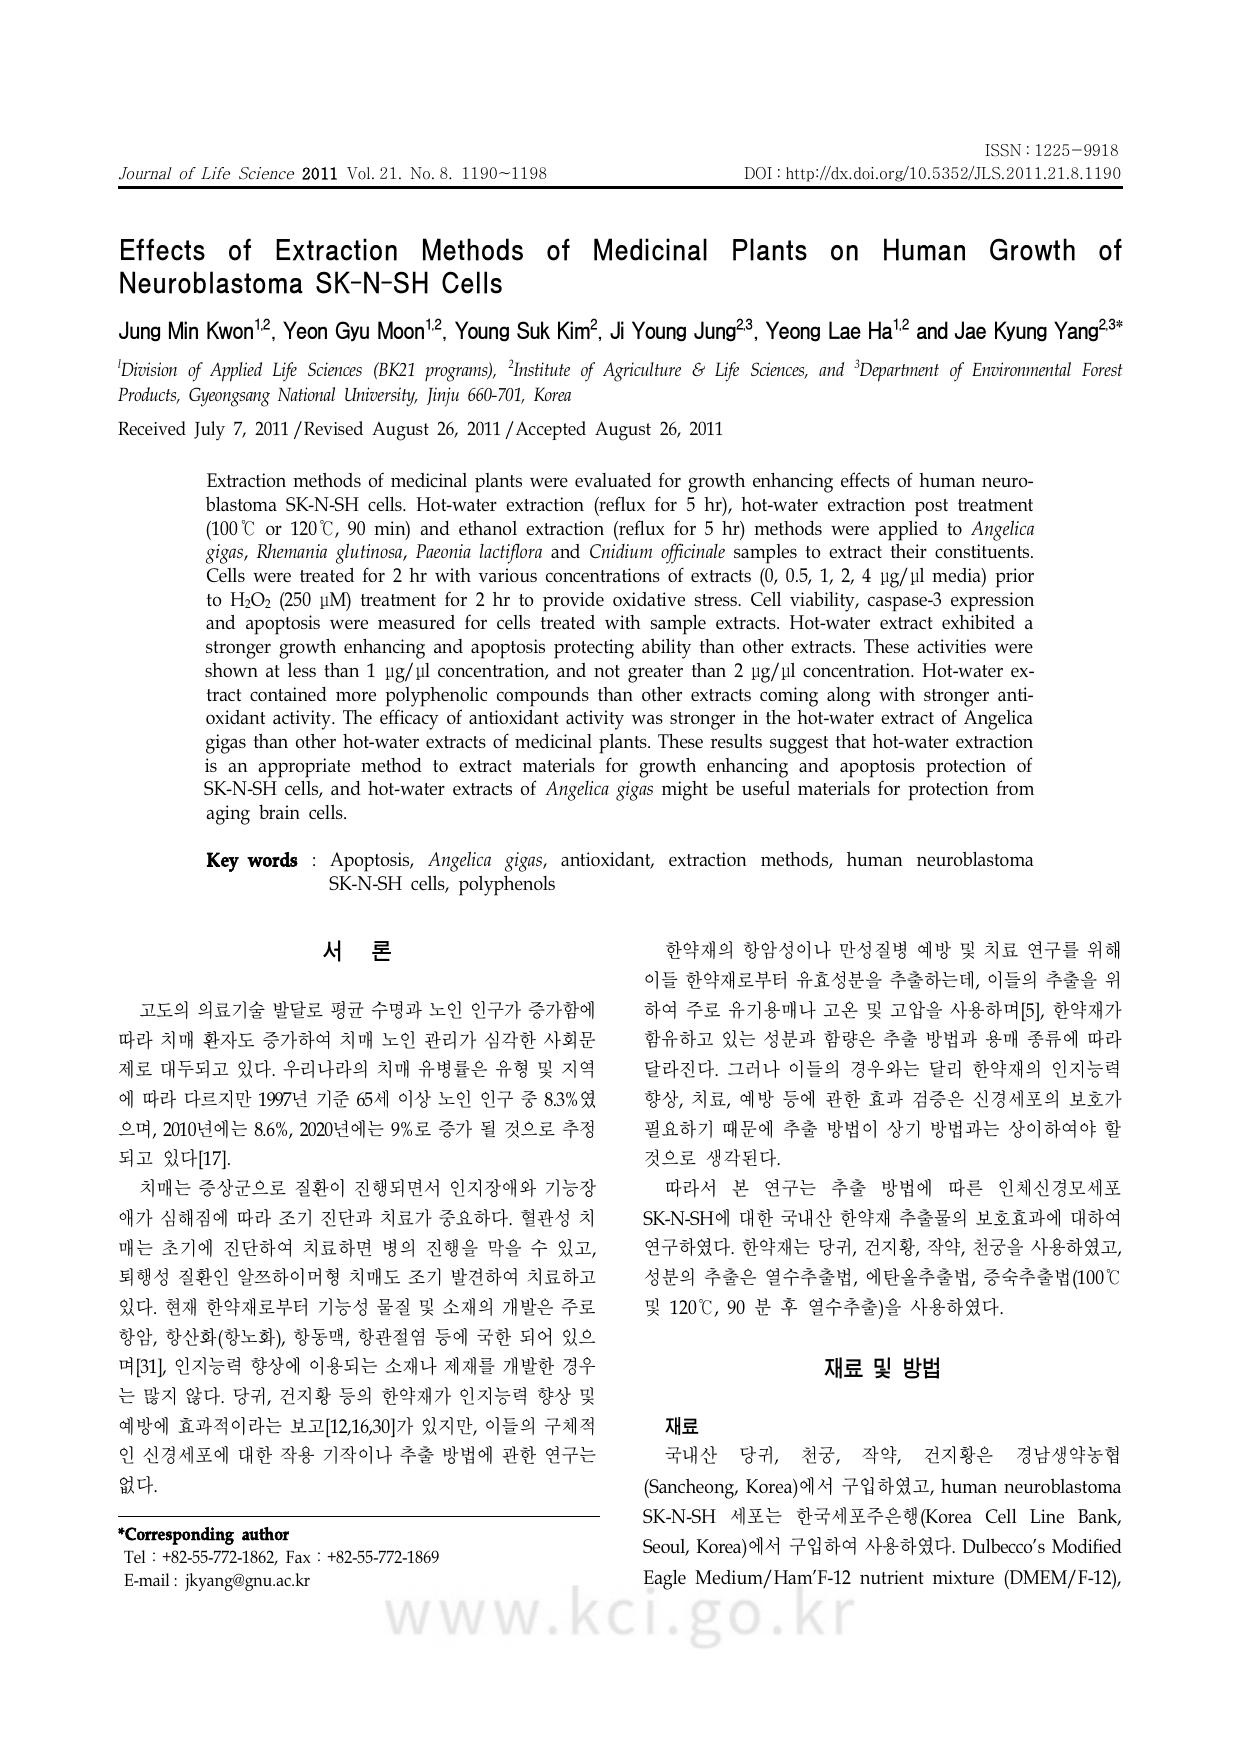 ISSN : 1225-9918
Journal of Life Science 2011 Vol. 21. No. 8. 1190~1198
DOI : http://dx.doi.org/10.5352/JLS.2011.21.8.1190
Effects of Extraction Methods of Medicinal Plants on Human Growth of
Neuroblastoma SK-N-SH Cells
Jung Min Kwon1,2, Yeon Gyu Moon1,2, Young Suk Kim2, Ji Young Jung2,3, Yeong Lae Ha1,2 and Jae Kyung Yang2,3*
1Division of Applied Life Sciences (BK21 programs), 2Institute of Agriculture & Life Sciences, and 3Department of Environmental Forest
Products, Gyeongsang National University, Jinju 660-701, Korea
Received July 7, 2011 /Revised August 26, 2011 /Accepted August 26, 2011
Extraction methods of medicinal plants were evaluated for growth enhancing effects of human neuro-
blastoma SK-N-SH cells. Hot-water extraction (reflux for 5 hr), hot-water extraction post treatment
(100℃ or 120℃, 90 min) and ethanol extraction (reflux for 5 hr) methods were applied to Angelica
gigas, Rhemania glutinosa, Paeonia lactiflora and Cnidium officinale samples to extract their constituents.
Cells were treated for 2 hr with various concentrations of extracts (0, 0.5, 1, 2, 4 μg/μl media) prior
to H₂O₂ (250 μM) treatment for 2 hr to provide oxidative stress. Cell viability, caspase-3 expression
and apoptosis were measured for cells treated with sample extracts. Hot-water extract exhibited a
stronger growth enhancing and apoptosis protecting ability than other extracts. These activities were
shown at less than 1 μg/μl concentration, and not greater than 2 μg/μl concentration. Hot-water ex-
tract contained more polyphenolic compounds than other extracts coming along with stronger anti-
oxidant activity. The efficacy of antioxidant activity was stronger in the hot-water extract of Angelica
gigas than other hot-water extracts of medicinal plants. These results suggest that hot-water extraction
is an appropriate method to extract materials for growth enhancing and apoptosis protection of
SK-N-SH cells, and hot-water extracts of Angelica gigas might be useful materials for protection from
aging brain cells.
Key words : Apoptosis, Angelica gigas, antioxidant, extraction methods, human neuroblastoma
SK-N-SH cells, polyphenols
서 론
고도의 의료기술 발달로 평균 수명과 노인 인구가 증가함에
따라 치매 환자도 증가하여 치매 노인 관리가 심각한 사회문
제로 대두되고 있다. 우리나라의 치매 유병률은 유형 및 지역
에 따라 다르지만 1997년 기준 65세 이상 노인 인구 중 8.3%였
으며, 2010년에는 8.6%, 2020년에는 9%로 증가 될 것으로 추정
되고 있다[17].
치매는 증상군으로 질환이 진행되면서 인지장애와 기능장
애가 심해짐에 따라 조기 진단과 치료가 중요하다. 혈관성 치
매는 초기에 진단하여 치료하면 병의 진행을 막을 수 있고,
퇴행성 질환인 알쯔하이머형 치매도 조기 발견하여 치료하고
있다. 현재 한약재로부터 기능성 물질 및 소재의 개발은 주로
항암, 항산화(항노화), 항동맥, 항관절염 등에 국한 되어 있으
며[31], 인지능력 향상에 이용되는 소재나 제재를 개발한 경우
는 많지 않다. 당귀, 건지황 등의 한약재가 인지능력 향상 및
예방에 효과적이라는 보고[12,16,30]가 있지만, 이들의 구체적
인 신경세포에 대한 작용 기작이나 추출 방법에 관한 연구는
없다.
*Corresponding author
Tel : +82-55-772-1862, Fax : +82-55-772-1869
E-mail : jkyang@gnu.ac.kr
한약재의 항암성이나 만성질병 예방 및 치료 연구를 위해
이들 한약재로부터 유효성분을 추출하는데, 이들의 추출을 위
하여 주로 유기용매나 고온 및 고압을 사용하며[5], 한약재가
함유하고 있는 성분과 함량은 추출 방법과 용매 종류에 따라
달라진다. 그러나 이들의 경우와는 달리 한약재의 인지능력
향상, 치료, 예방 등에 관한 효과 검증은 신경세포의 보호가
필요하기 때문에 추출 방법이 상기 방법과는 상이하여야 할
것으로 생각된다.
따라서 본 연구는 추출 방법에 따른 인체신경모세포
SK-N-SH에 대한 국내산 한약재 추출물의 보호효과에 대하여
연구하였다. 한약재는 당귀, 건지황, 작약, 천궁을 사용하였고,
성분의 추출은 열수추출법, 에탄올추출법, 증숙추출법(100℃
및 120℃, 90 분 후 열수추출)을 사용하였다.
재료 및 방법
재료
국내산 당귀, 천궁, 작약, 건지황은 경남생약농협
(Sancheong, Korea)에서 구입하였고, human neuroblastoma
SK-N-SH 세포는 한국세포주은행(Korea Cell Line Bank,
Seoul, Korea)에서 구입하여 사용하였다. Dulbecco's Modified
Eagle Medium/Ham'F-12 nutrient mixture (DMEM/F-12),
www.kci.go.kr